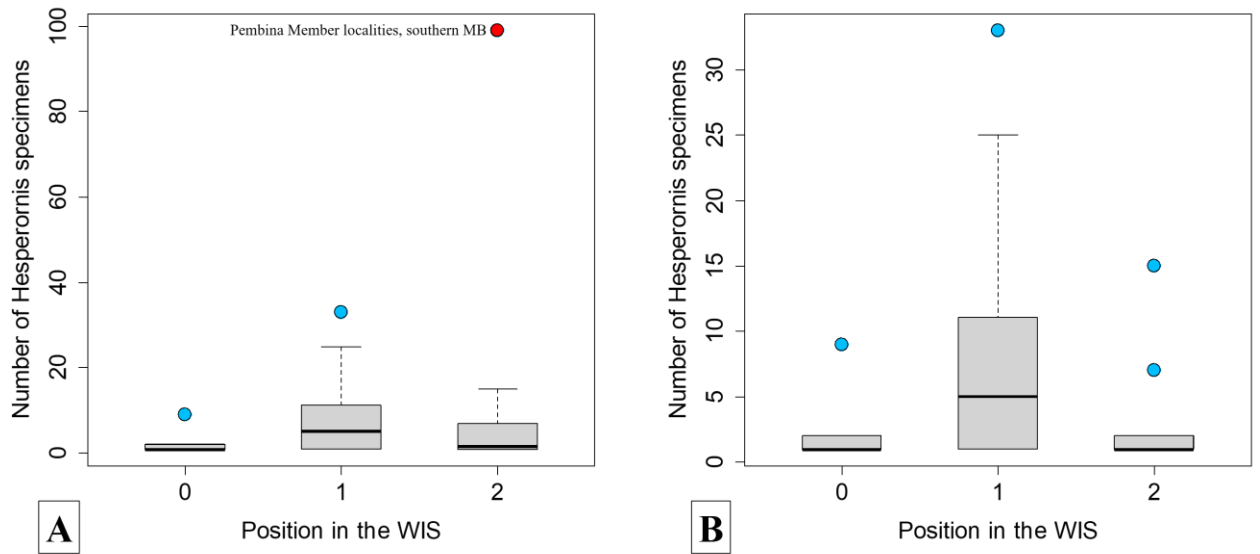 Number of Hesperornis specimens
100
80
60
40
20
0
Pembina Member localities, southern MB
0 1 2
Position in the WIS
A
Number of Hesperornis specimens
30
25
20
15
10
5
0
0 1 2
Position in the WIS
B